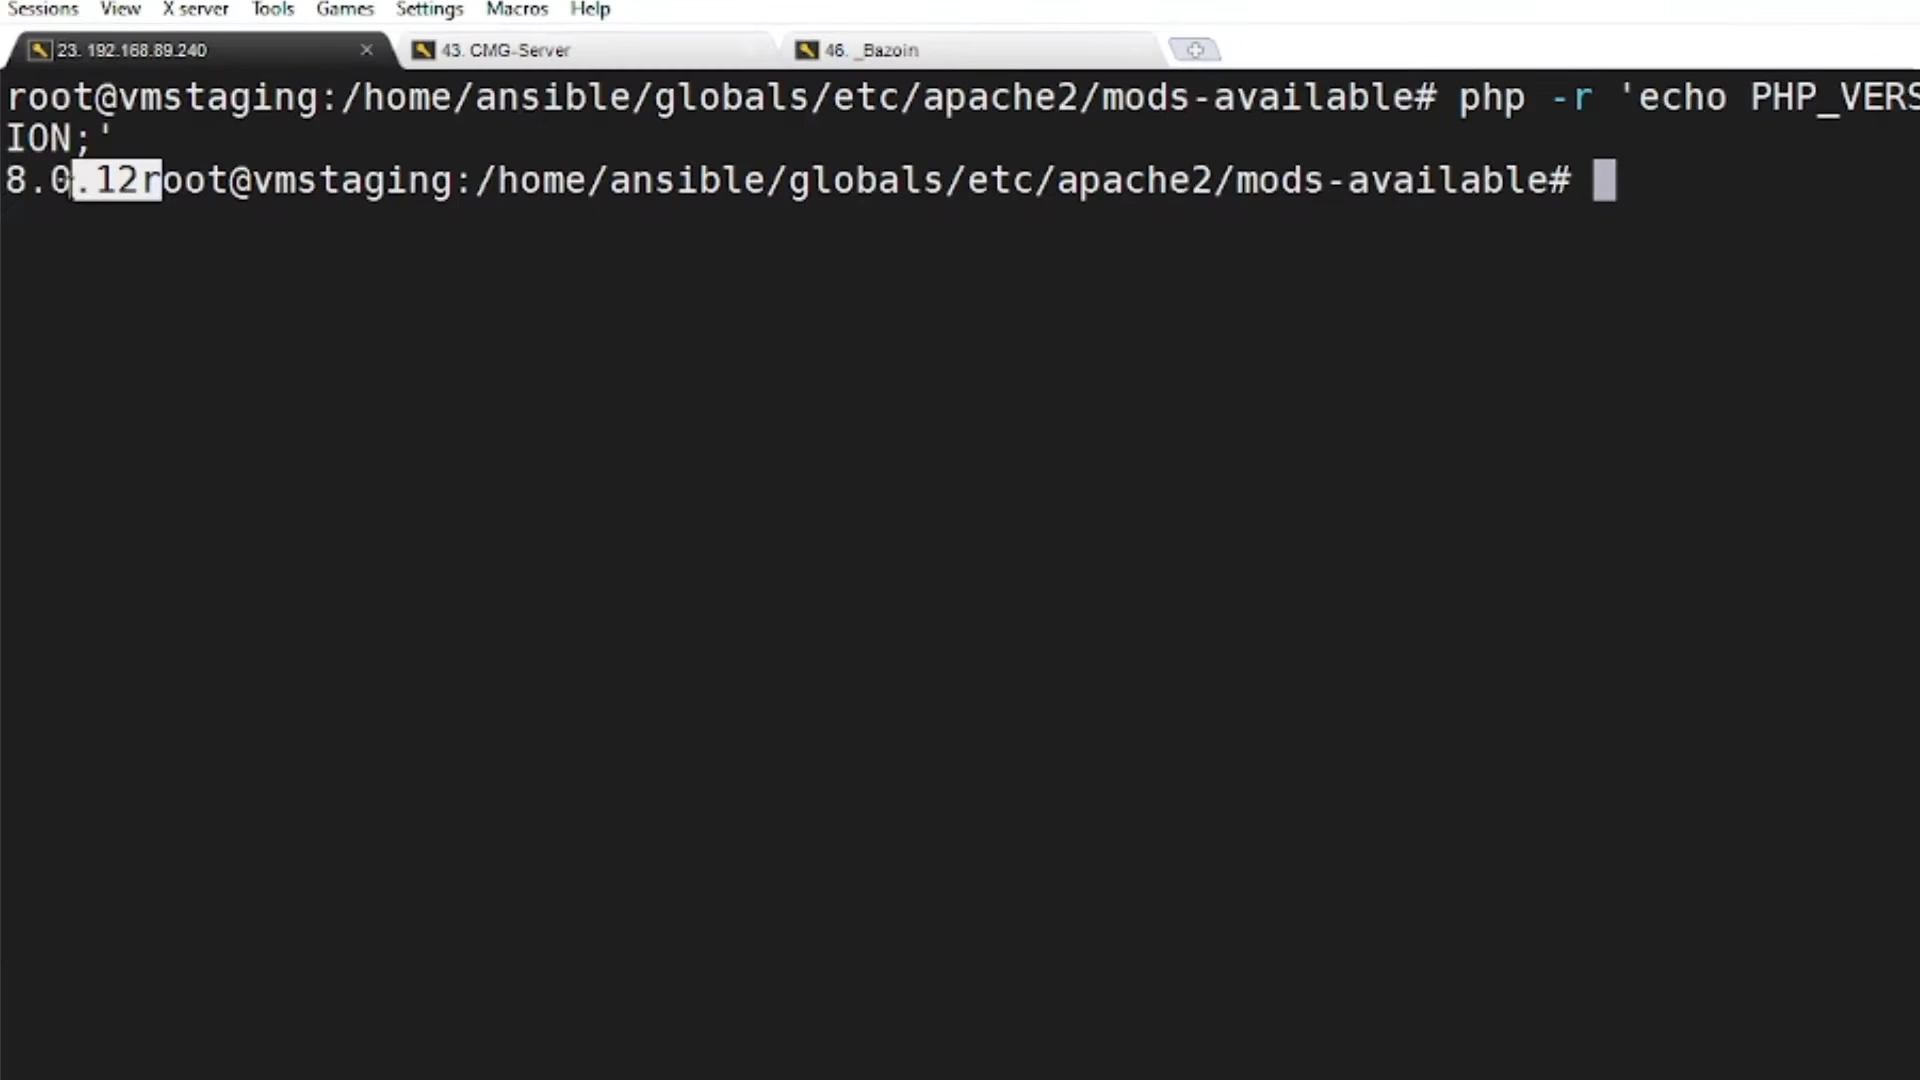 Sessions View X server Tools Games Settings Macros Help
23. 192.168.89.240 43. CMG-Server 46. _Bazoin
root@vmstaging:/home/ansible/globals/etc/apache2/mods-available# php -r 'echo PHP_VERS
ION;'
8.0.12root@vmstaging:/home/ansible/globals/etc/apache2/mods-available#